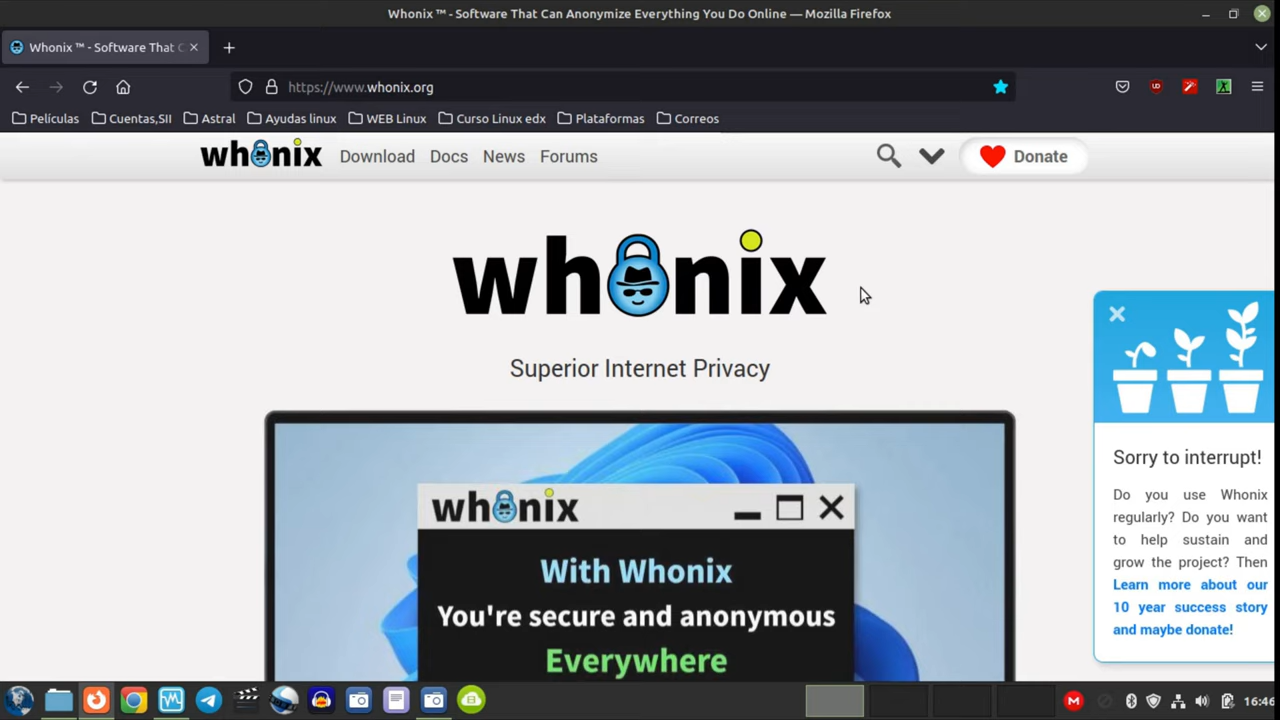 Whonix ™ - Software That Can Anonymize Everything You Do Online — Mozilla Firefox
Whonix ™ - Software That C
https://www.whonix.org
Películas Cuentas,SII Astral Ayudas linux WEB Linux Curso Linux edx Plataformas Correos
whonix Download Docs News Forums Donate
whonix
Superior Internet Privacy
whonix
With Whonix
You're secure and anonymous
Everywhere
Sorry to interrupt!
Do you use Whonix
regularly? Do you want
to help sustain and
grow the project? Then
Learn more about our
10 year success story
and maybe donate!
16:46